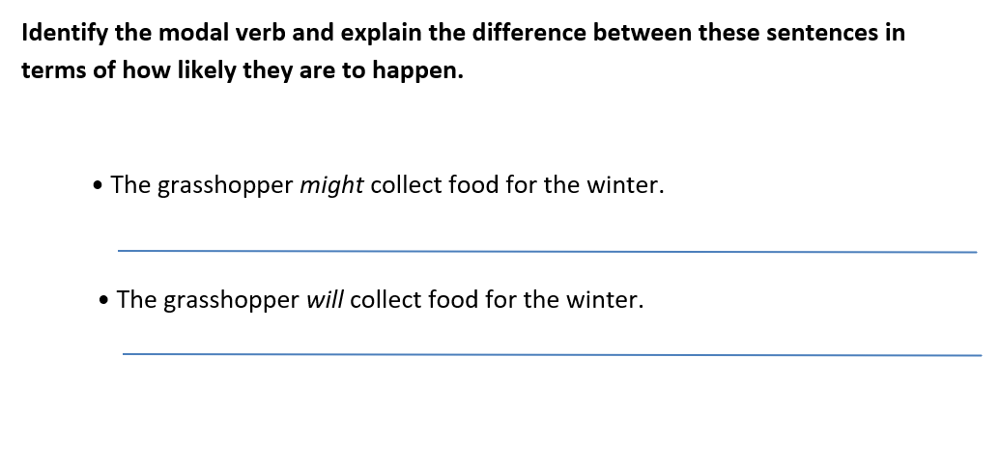 Identify the modal verb and explain the difference between these sentences in
terms of how likely they are to happen.
• The grasshopper might collect food for the winter.
• The grasshopper will collect food for the winter.